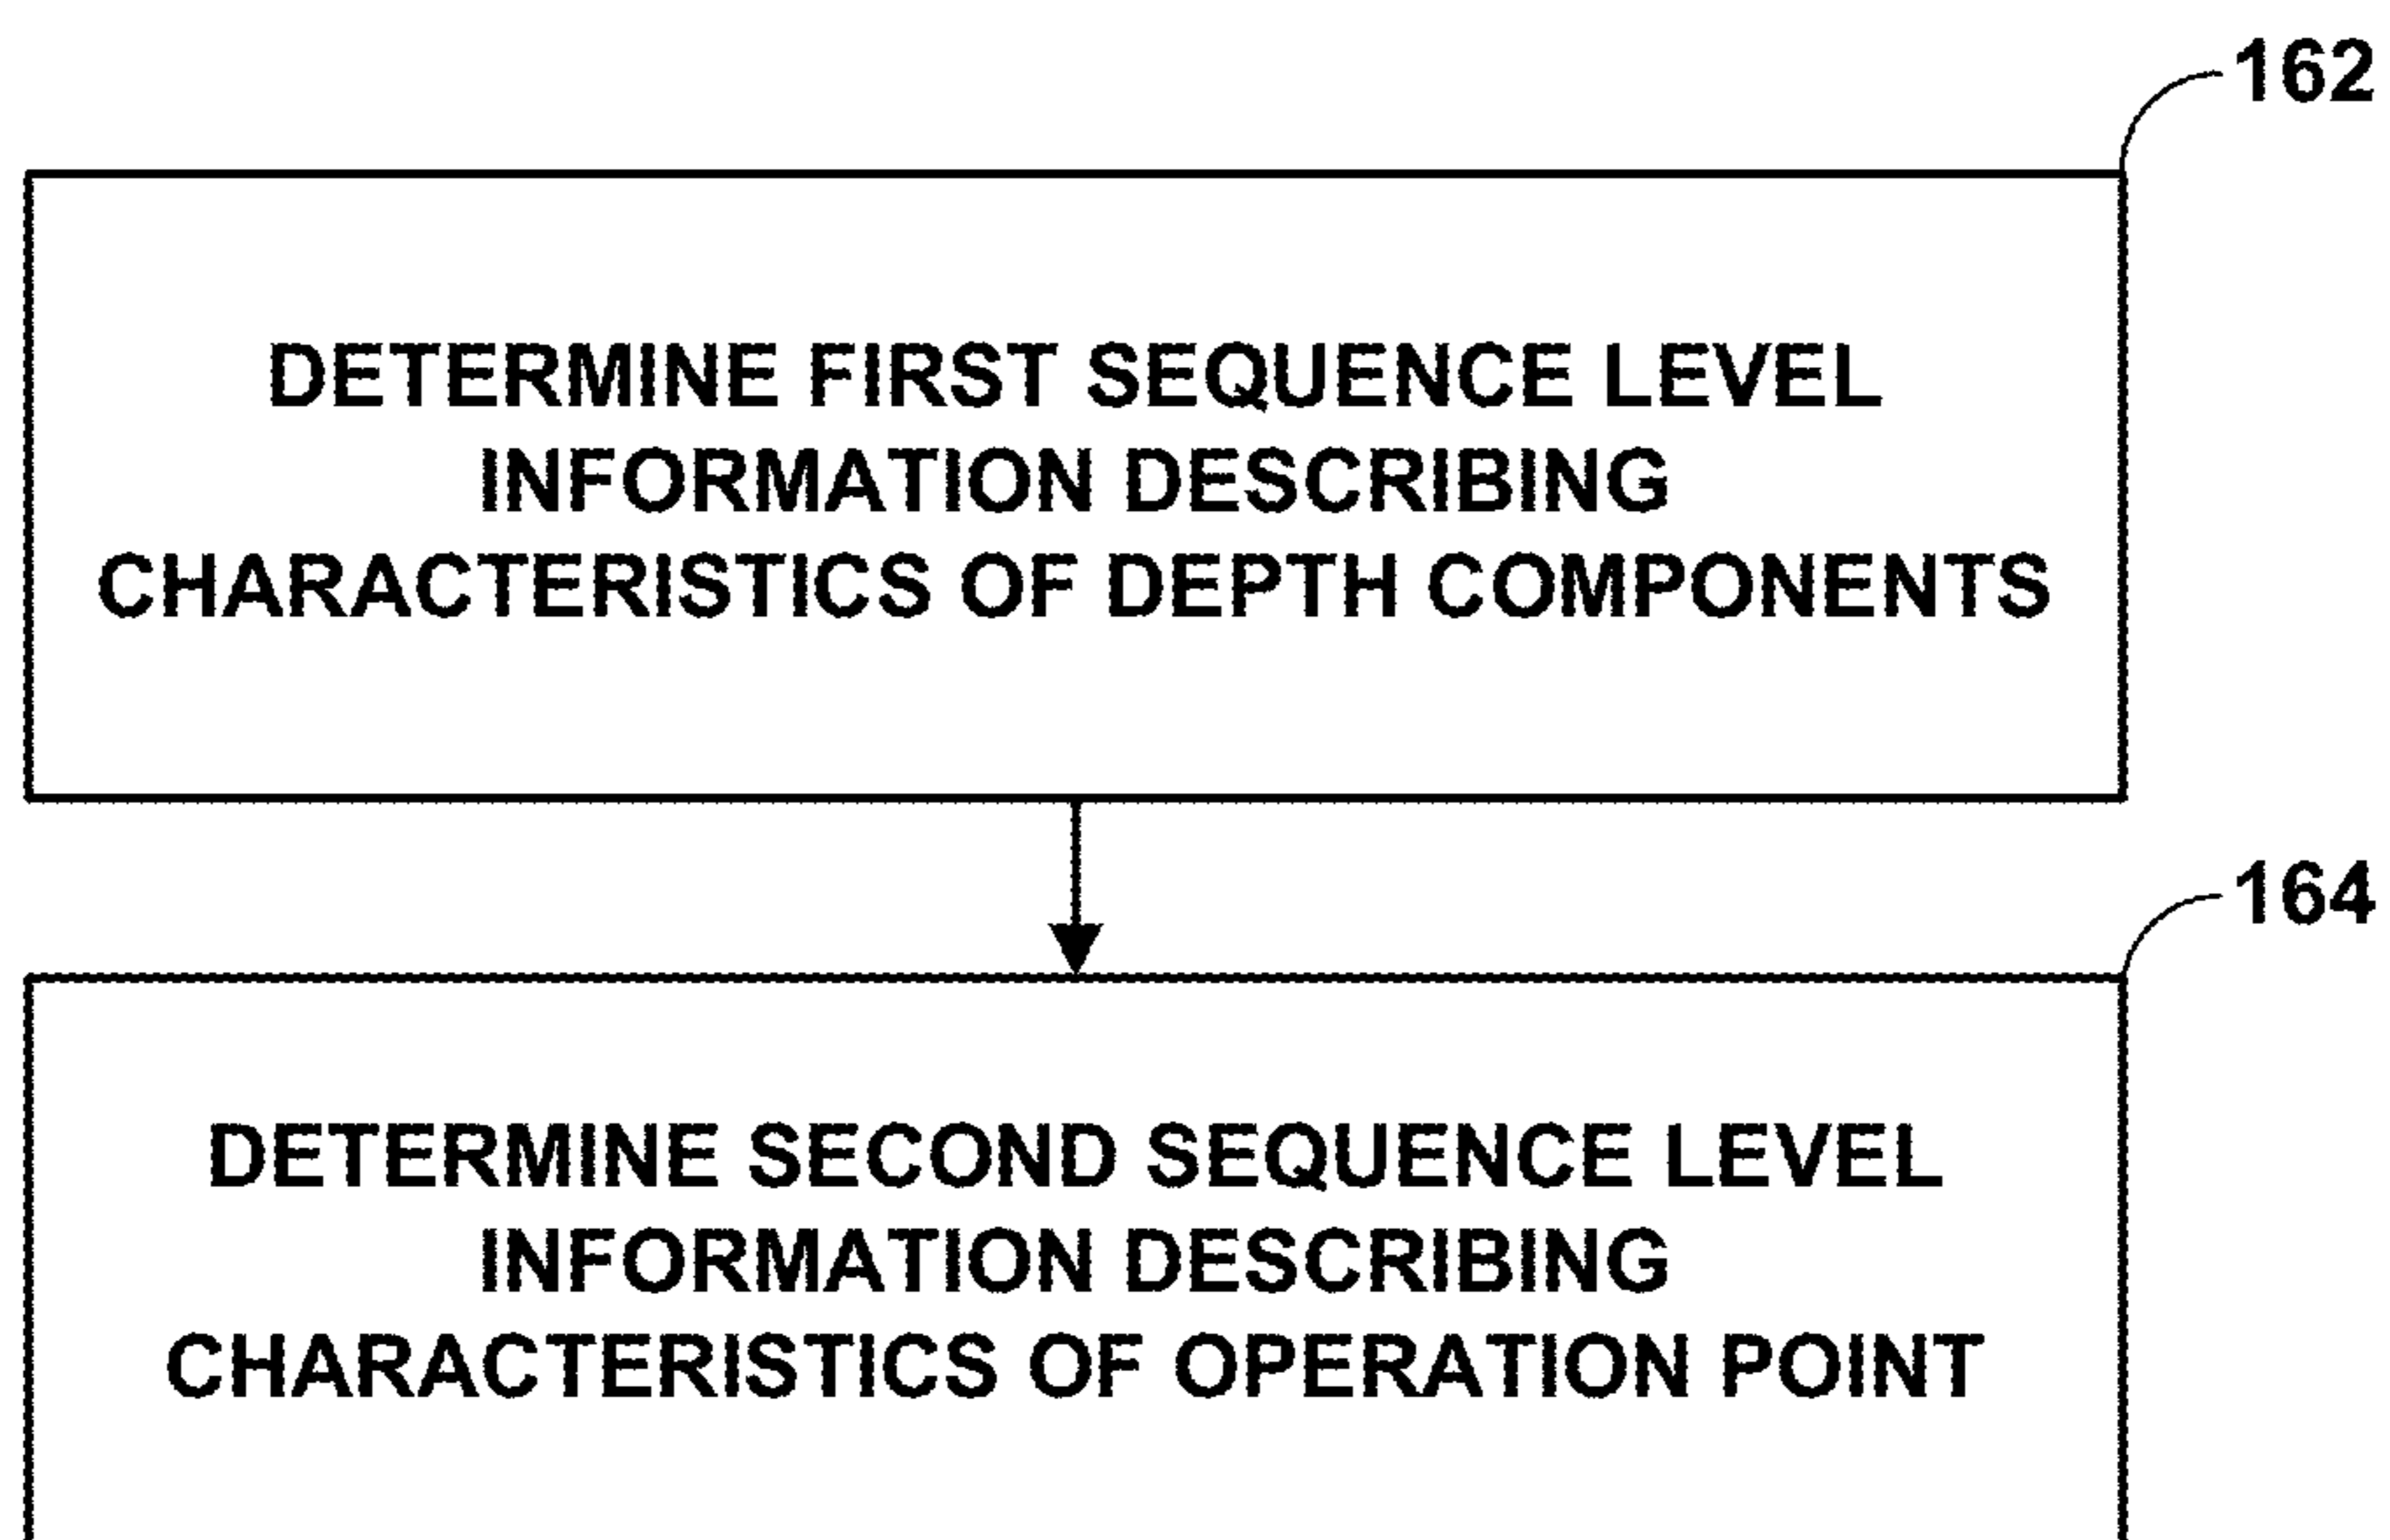 162
DETERMINE FIRST SEQUENCE LEVEL
INFORMATION DESCRIBING
CHARACTERISTICS OF DEPTH COMPONENTS
164
DETERMINE SECOND SEQUENCE LEVEL
INFORMATION DESCRIBING
CHARACTERISTICS OF OPERATION POINT